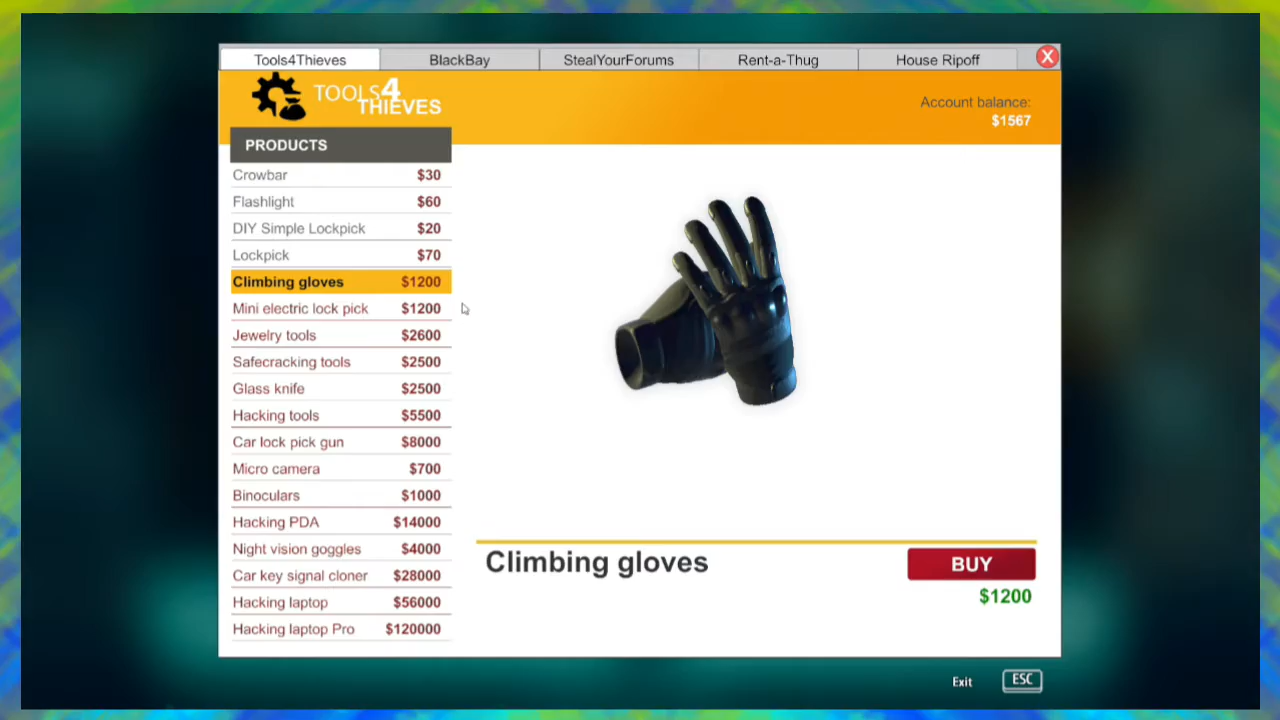 Tools4Thieves BlackBay StealYourForums Rent-a-Thug House Ripoff
TOOLS4
THIEVES
Account balance:
$1567
PRODUCTS
Crowbar $30
Flashlight $60
DIY Simple Lockpick $20
Lockpick $70
Climbing gloves $1200
Mini electric lock pick $1200
Jewelry tools $2600
Safecracking tools $2500
Glass knife $2500
Hacking tools $5500
Car lock pick gun $8000
Micro camera $700
Binoculars $1000
Hacking PDA $14000
Night vision goggles $4000
Car key signal cloner $28000
Hacking laptop $56000
Hacking laptop Pro $120000
Climbing gloves
BUY
$1200
Exit ESC